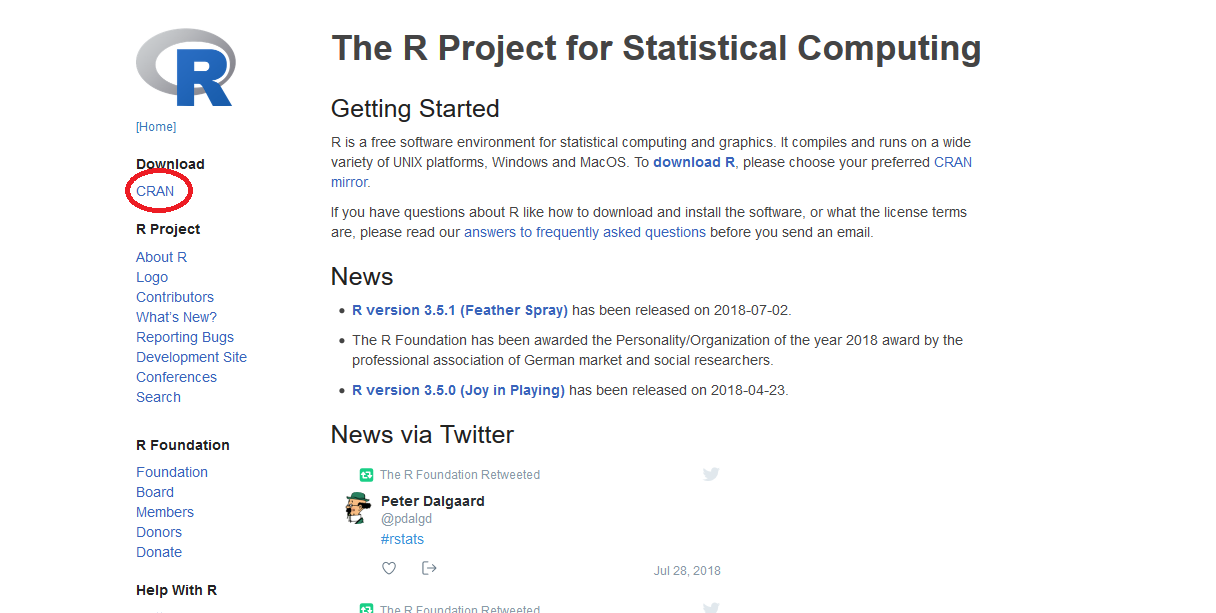 R
[Home]
Download
CRAN
R Project
About R
Logo
Contributors
What's New?
Reporting Bugs
Development Site
Conferences
Search
R Foundation
Foundation
Board
Members
Donors
Donate
Help With R
The R Project for Statistical Computing
Getting Started
R is a free software environment for statistical computing and graphics. It compiles and runs on a wide
variety of UNIX platforms, Windows and MacOS. To download R, please choose your preferred CRAN
mirror.
If you have questions about R like how to download and install the software, or what the license terms
are, please read our answers to frequently asked questions before you send an email.
News
• R version 3.5.1 (Feather Spray) has been released on 2018-07-02.
• The R Foundation has been awarded the Personality/Organization of the year 2018 award by the
professional association of German market and social researchers.
• R version 3.5.0 (Joy in Playing) has been released on 2018-04-23.
News via Twitter
The R Foundation Retweeted
Peter Dalgaard
@pdalgd
#rstats
Jul 28, 2018
The R Foundation Retweeted